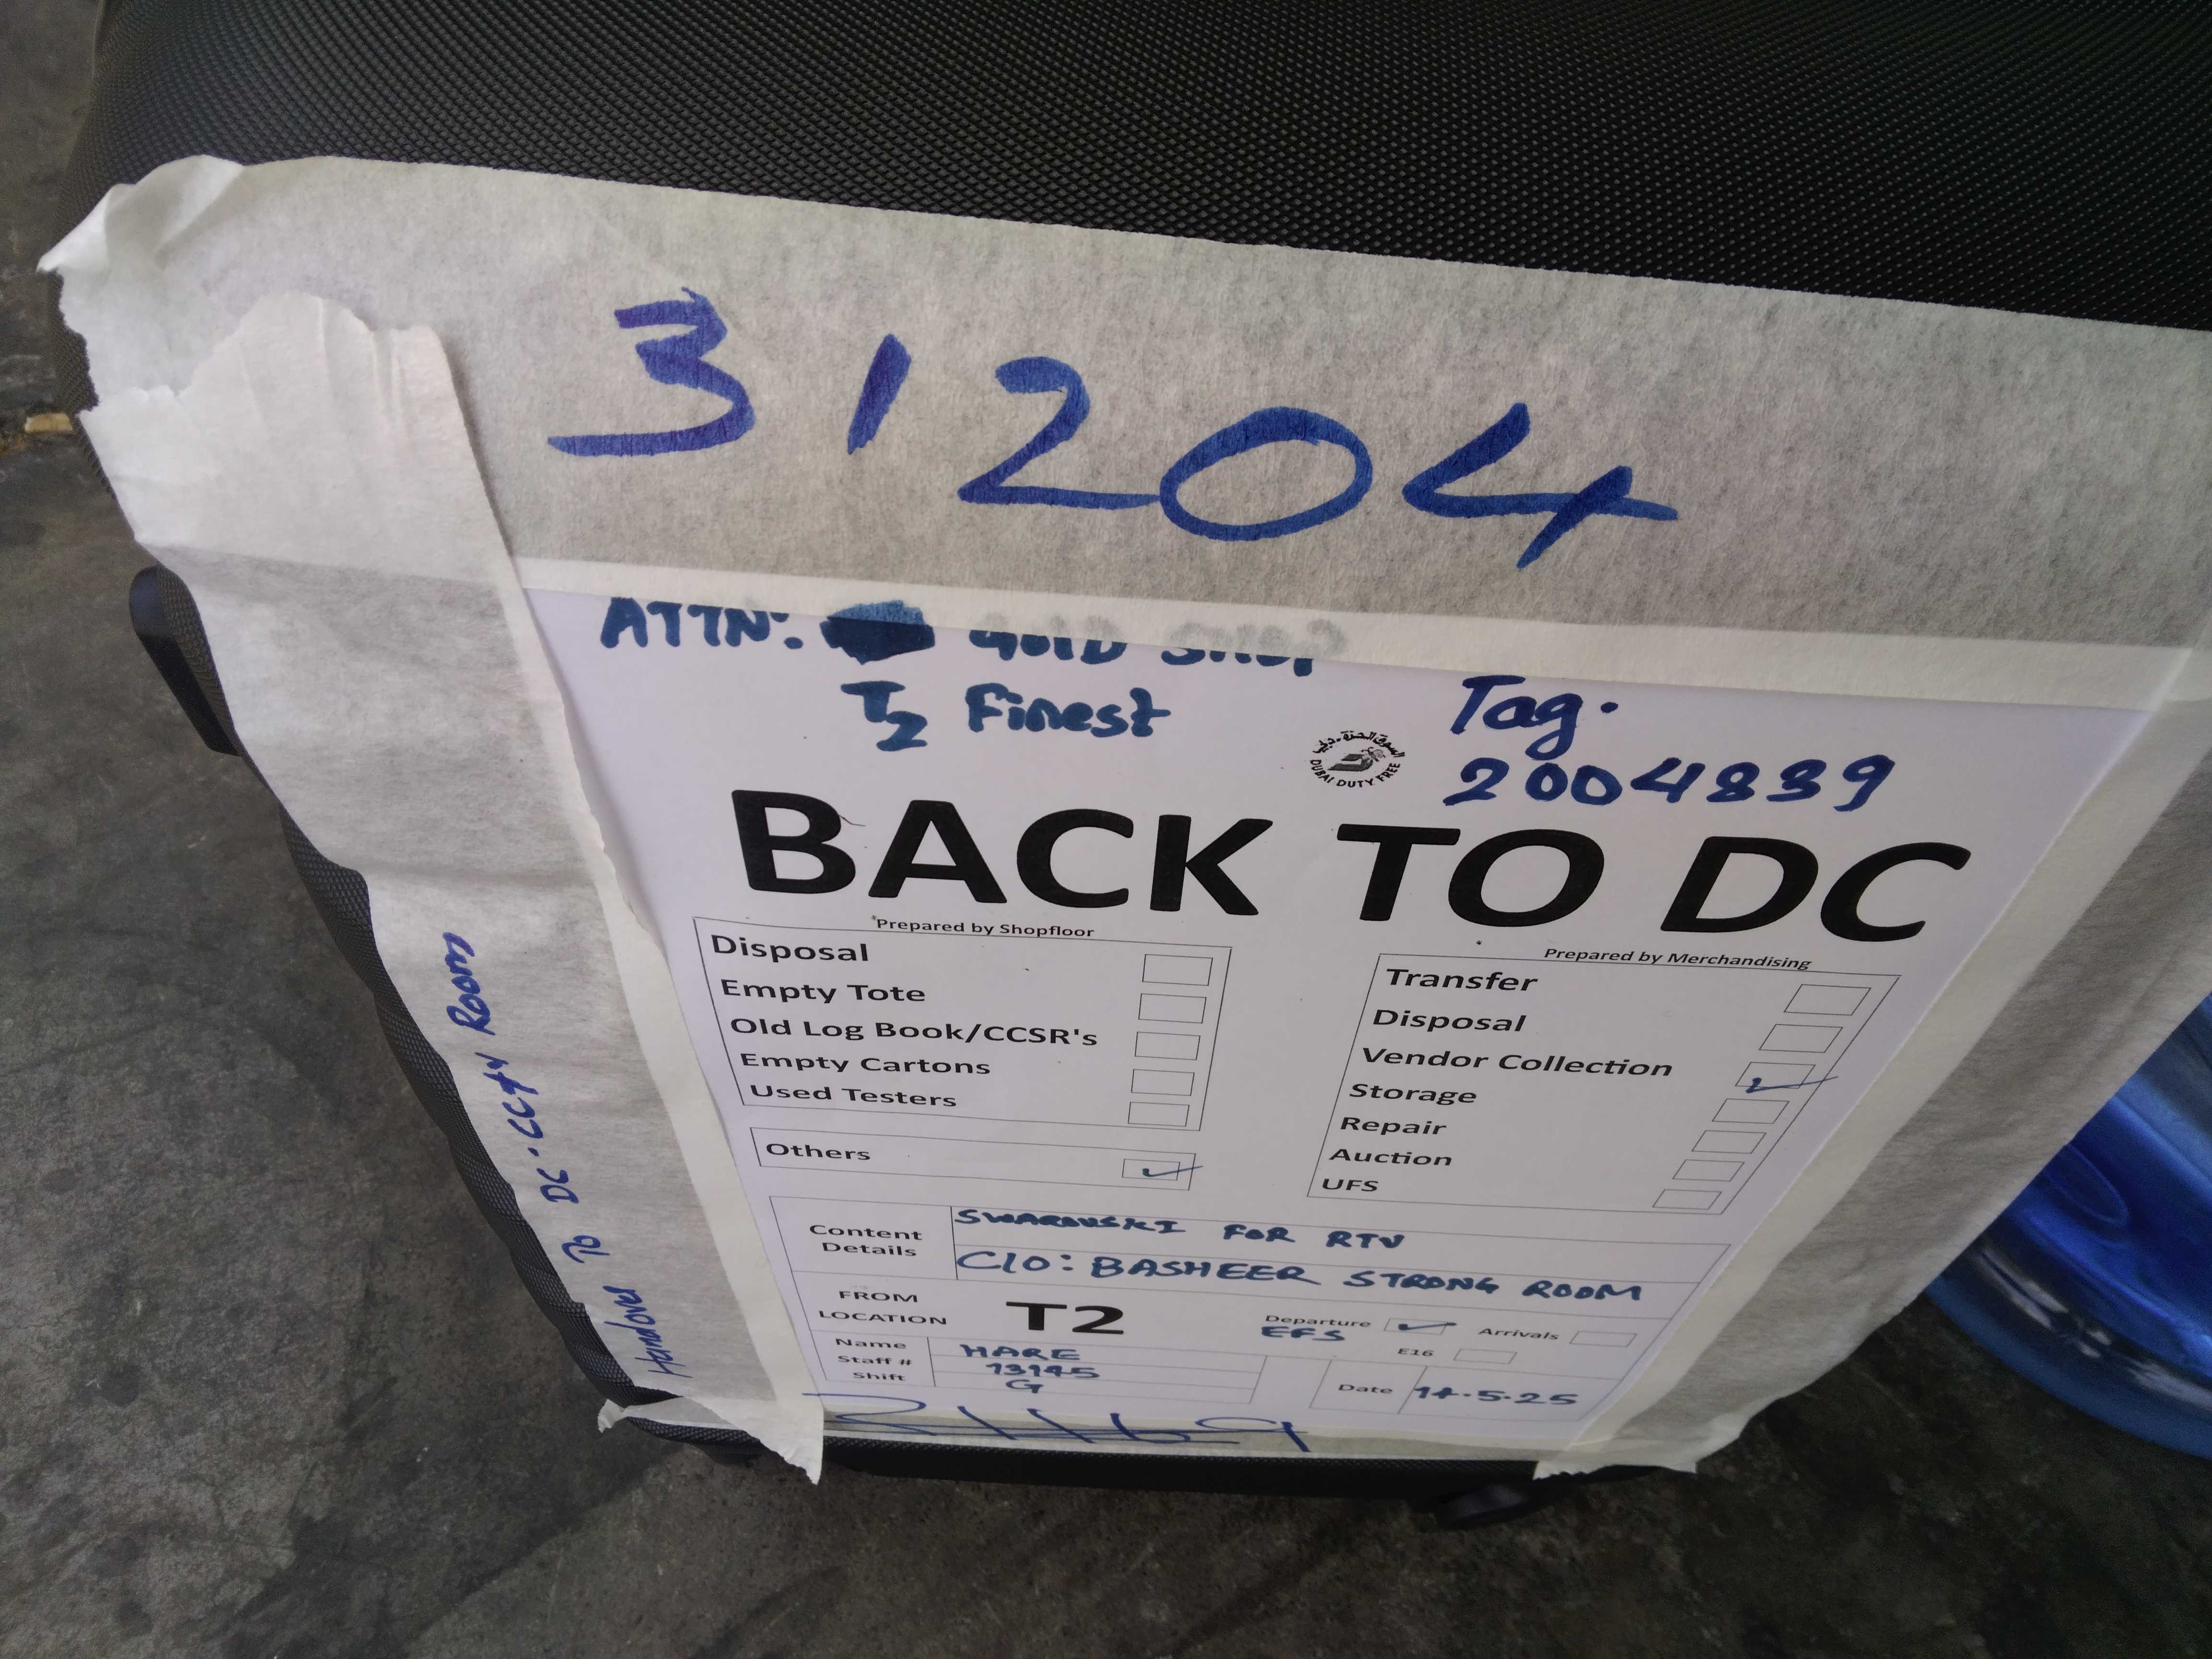 31204
ATTN: GOLD SHOP
T2 Finest
Tag.
2004839
السوق الحرة - دبي
DUBAI DUTY FREE
BACK TO DC
Prepared by Shopfloor
Disposal
Empty Tote
Old Log Book/CCSR's
Empty Cartons
Used Testers
Others
Prepared by Merchandising
Transfer
Disposal
Vendor Collection
Storage
Repair
Auction
UFS
Content Details
SWAROVSKI FOR RTV
C/O: BASHEER STRONG ROOM
FROM LOCATION
T2
Departure
EFS
Arrivals
E16
Name HARE
Staff # 13145
Shift G
Date
Handover To DC. CCTV Room